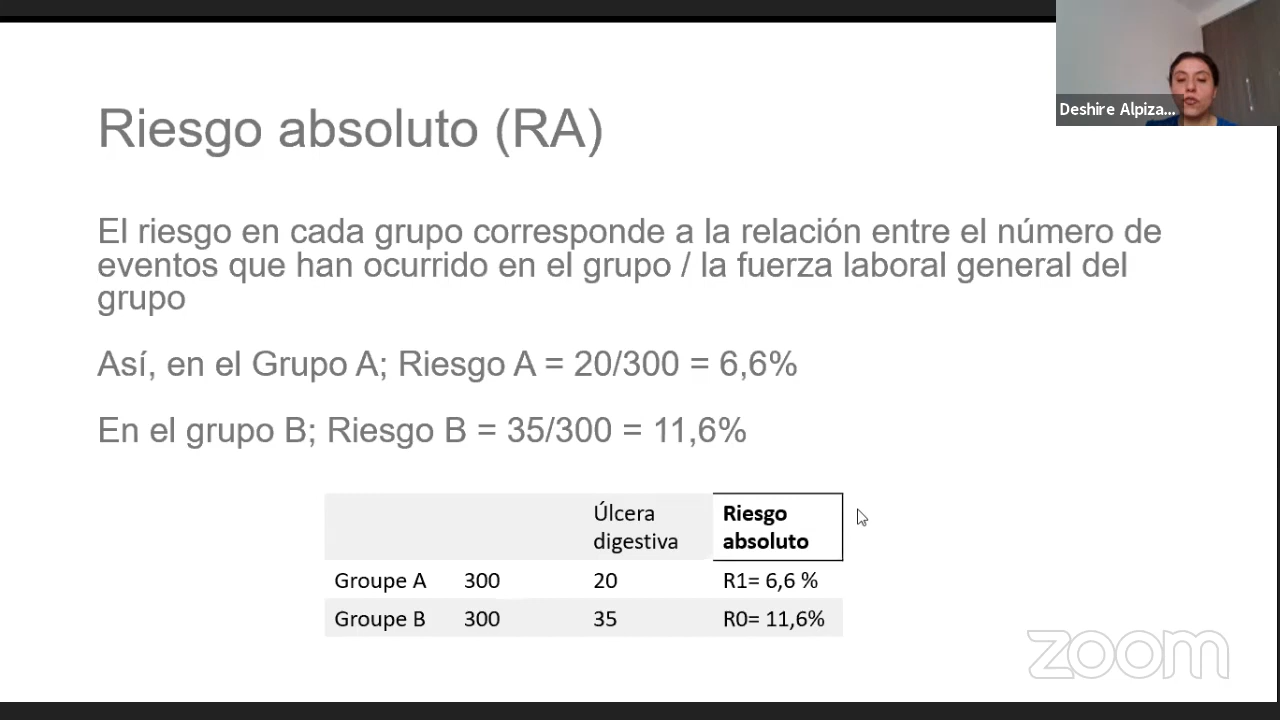 Deshire Alpiza...
Riesgo absoluto (RA)
El riesgo en cada grupo corresponde a la relación entre el número de
eventos que han ocurrido en el grupo / la fuerza laboral general del
grupo
Así, en el Grupo A; Riesgo A = 20/300 = 6,6%
En el grupo B; Riesgo B = 35/300 = 11,6%
Úlcera digestiva Riesgo absoluto
Groupe A 300 20 R1= 6,6 %
Groupe B 300 35 R0= 11,6%
zoom